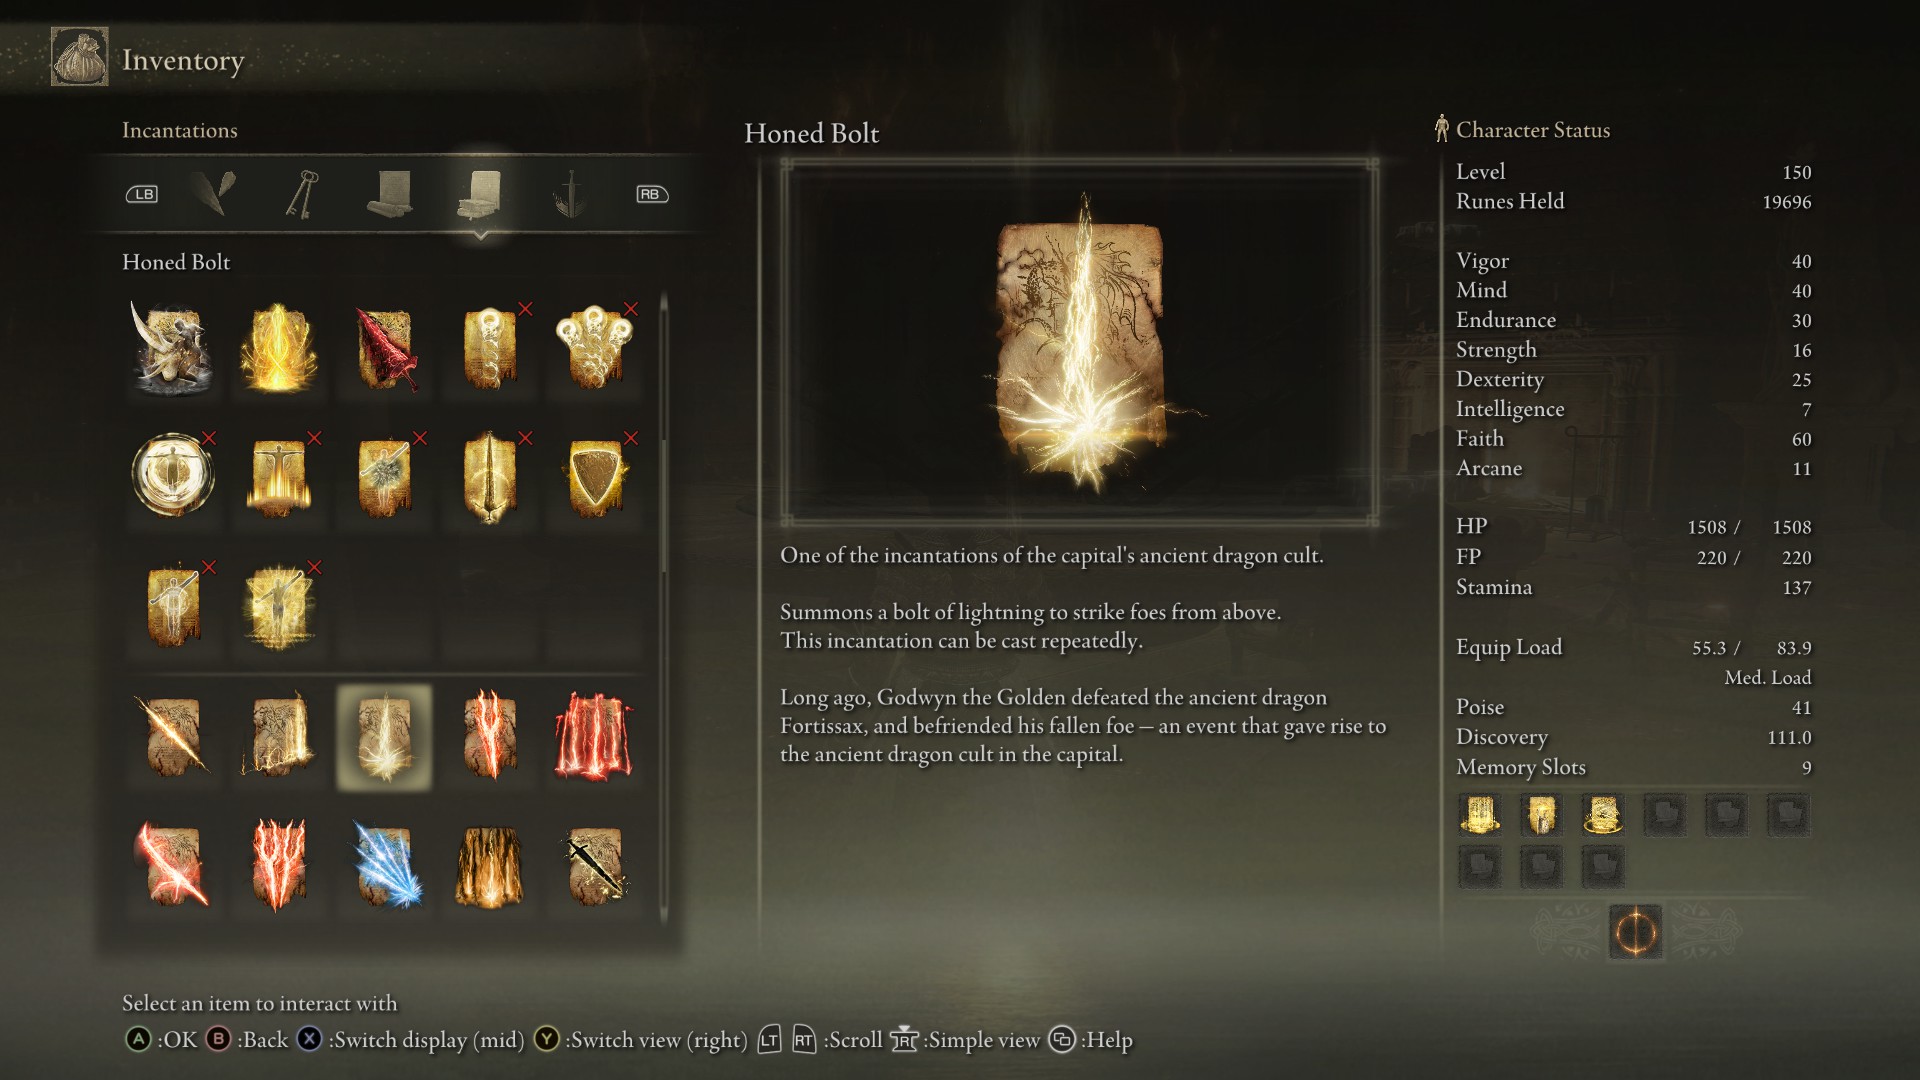 Inventory
Incantations
LB
RB
Honed Bolt
Honed Bolt
One of the incantations of the capital's ancient dragon cult.
Summons a bolt of lightning to strike foes from above.
This incantation can be cast repeatedly.
Long ago, Godwyn the Golden defeated the ancient dragon
Fortissax, and befriended his fallen foe – an event that gave rise to
the ancient dragon cult in the capital.
Character Status
Level 150
Runes Held 19696
Vigor 40
Mind 40
Endurance 30
Strength 16
Dexterity 25
Intelligence 7
Faith 60
Arcane 11
HP 1508 / 1508
FP 220 / 220
Stamina 137
Equip Load 55.3 / 83.9
Med. Load
Poise 41
Discovery 111.0
Memory Slots 9
Select an item to interact with
A :OK B :Back X :Switch display (mid) Y :Switch view (right) LT RT :Scroll R :Simple view :Help